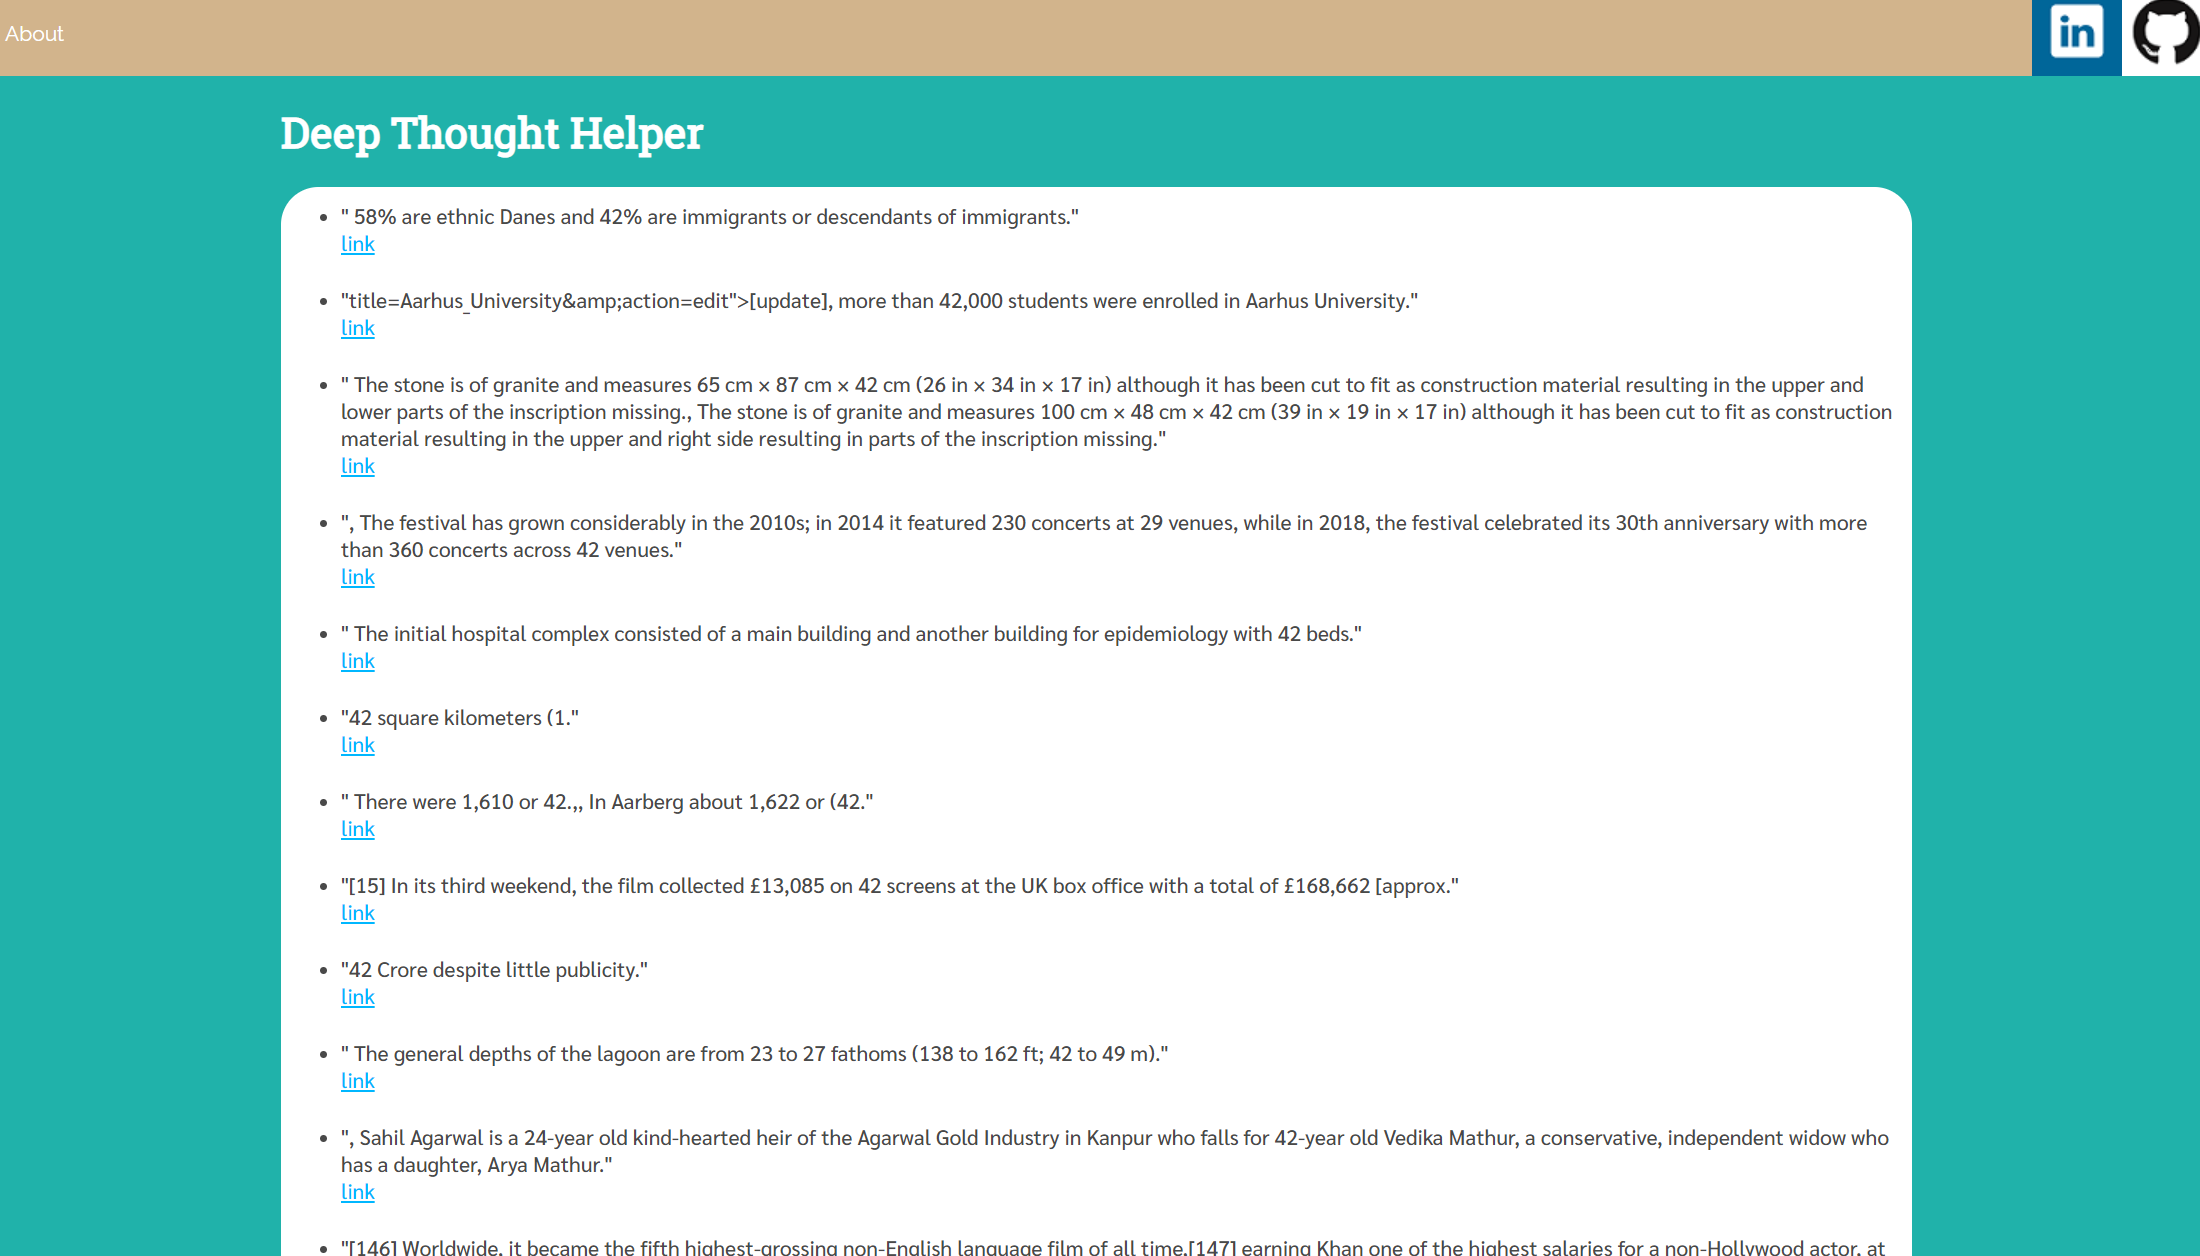 About
in
Deep Thought Helper
• " 58% are ethnic Danes and 42% are immigrants or descendants of immigrants."
link
• "title=Aarhus_University&amp;action=edit">[update], more than 42,000 students were enrolled in Aarhus University."
link
• " The stone is of granite and measures 65 cm × 87 cm × 42 cm (26 in × 34 in × 17 in) although it has been cut to fit as construction material resulting in the upper and
lower parts of the inscription missing., The stone is of granite and measures 100 cm × 48 cm × 42 cm (39 in × 19 in × 17 in) although it has been cut to fit as construction
material resulting in the upper and right side resulting in parts of the inscription missing."
link
• ", The festival has grown considerably in the 2010s; in 2014 it featured 230 concerts at 29 venues, while in 2018, the festival celebrated its 30th anniversary with more
than 360 concerts across 42 venues."
link
• " The initial hospital complex consisted of a main building and another building for epidemiology with 42 beds."
link
• "42 square kilometers (1."
link
• " There were 1,610 or 42.,, In Aarberg about 1,622 or (42."
link
• "[15] In its third weekend, the film collected £13,085 on 42 screens at the UK box office with a total of £168,662 [approx."
link
• "42 Crore despite little publicity."
link
• " The general depths of the lagoon are from 23 to 27 fathoms (138 to 162 ft; 42 to 49 m)."
link
• ", Sahil Agarwal is a 24-year old kind-hearted heir of the Agarwal Gold Industry in Kanpur who falls for 42-year old Vedika Mathur, a conservative, independent widow who
has a daughter, Arya Mathur."
link
• "[146] Worldwide, it became the fifth highest-grossing non-English language film of all time,[147] earning Khan one of the highest salaries for a non-Hollywood actor, at